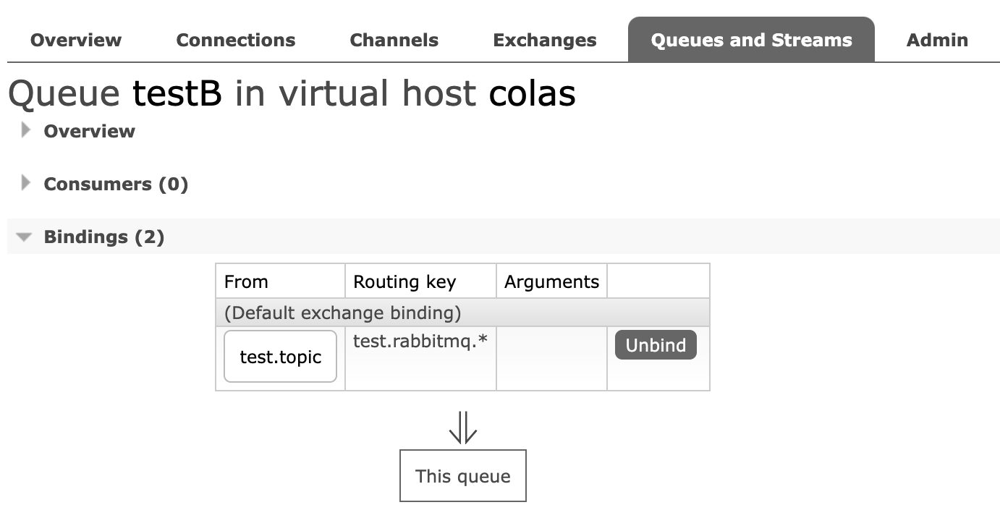 Overview Connections Channels Exchanges Queues and Streams Admin
Queue testB in virtual host colas
Overview
Consumers (0)
Bindings (2)
From Routing key Arguments
(Default exchange binding)
test.topic test.rabbitmq.* Unbind
This queue